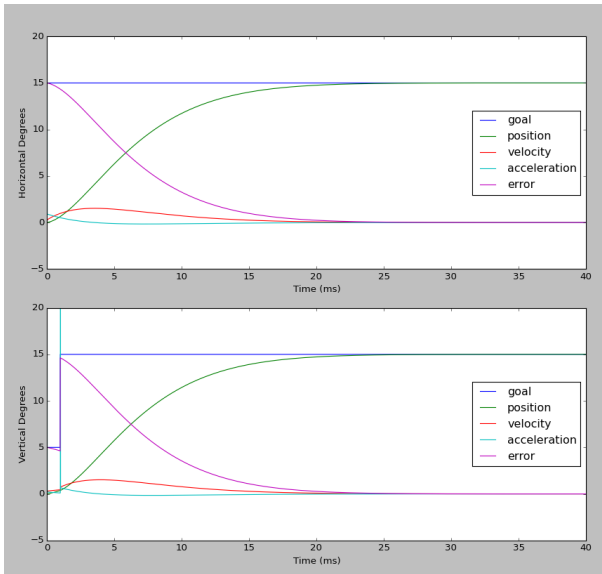 20
15
10
5
0
−5
Horizontal Degrees
goal
position
velocity
acceleration
error
0 5 10 15 20 25 30 35 40
Time (ms)
20
15
10
5
0
−5
Vertical Degrees
goal
position
velocity
acceleration
error
0 5 10 15 20 25 30 35 40
Time (ms)